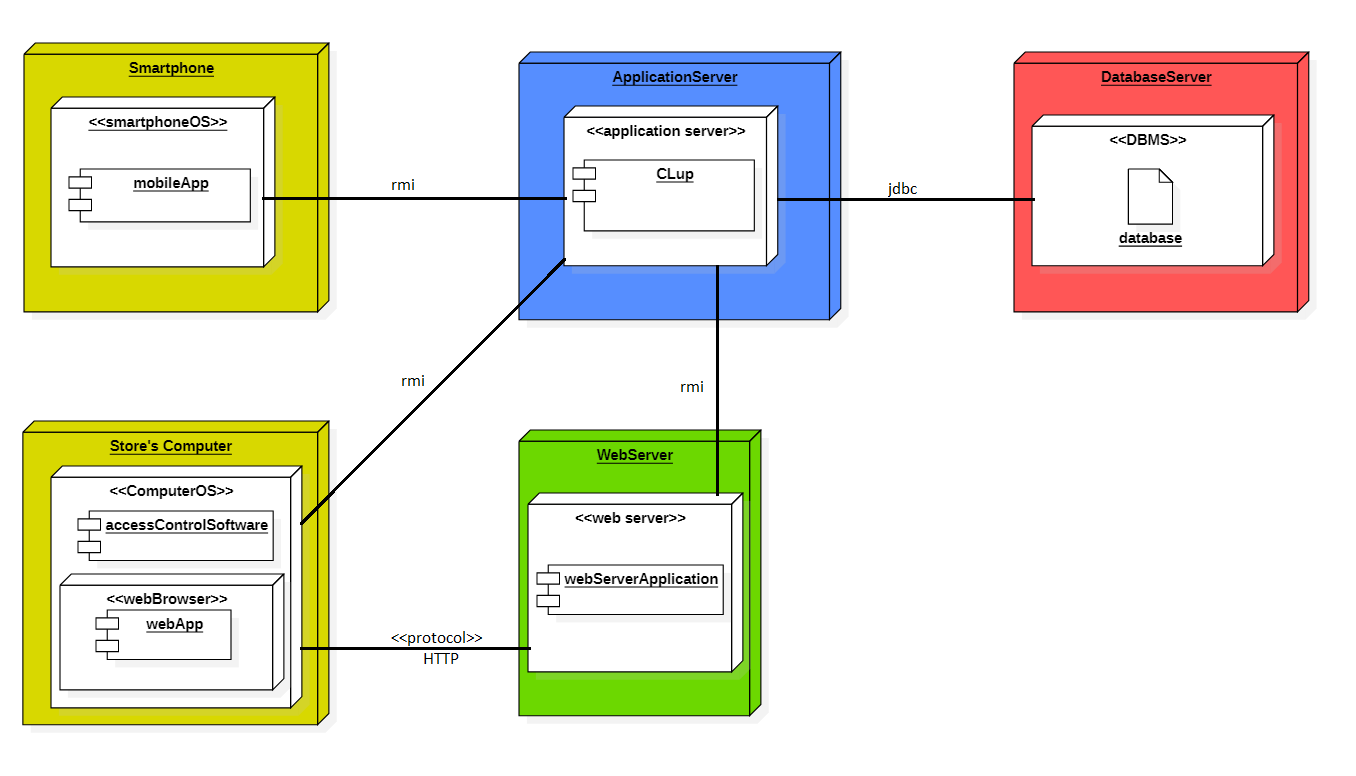 Smartphone
<<smartphoneOS>>
mobileApp
rmi
ApplicationServer
<<application server>>
CLup
jdbc
DatabaseServer
<<DBMS>>
database
rmi
rmi
Store's Computer
<<ComputerOS>>
accessControlSoftware
<<webBrowser>>
webApp
<<protocol>>
HTTP
WebServer
<<web server>>
webServerApplication